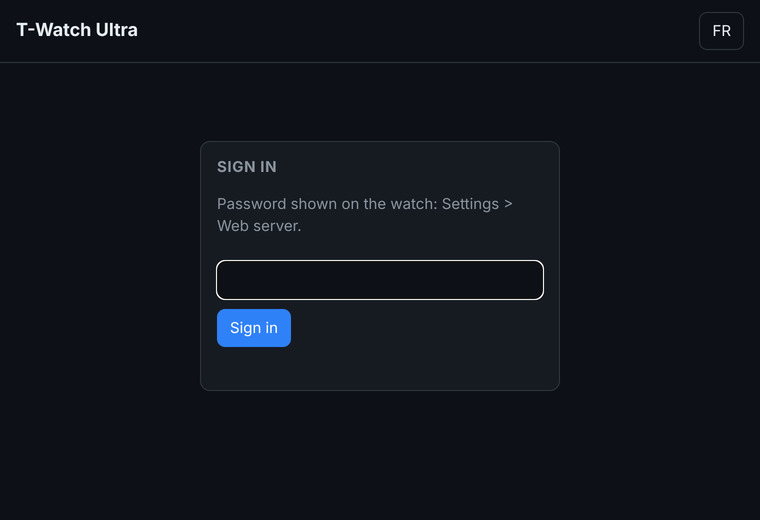 T-Watch Ultra
FR
SIGN IN
Password shown on the watch: Settings >
Web server.
Sign in